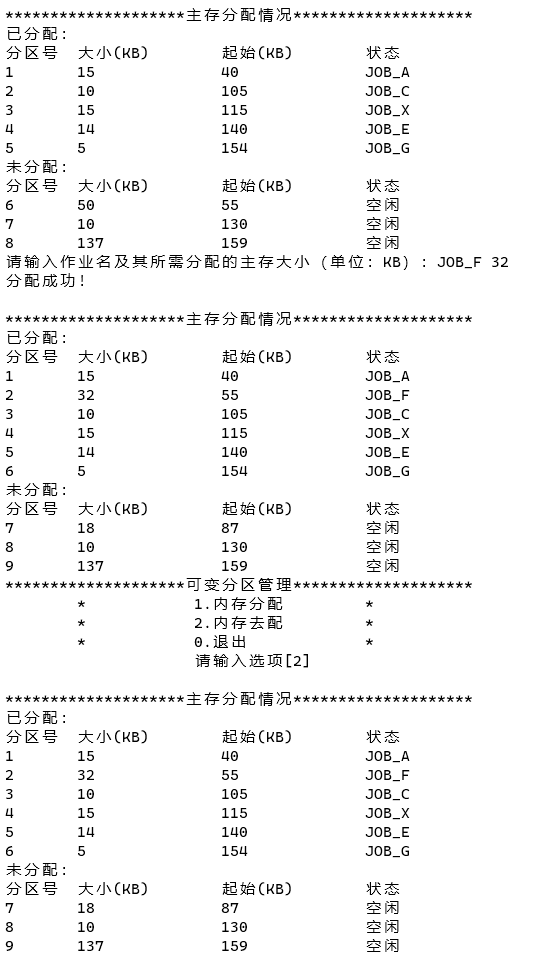 ********************主存分配情况********************
已分配:
分区号  大小(KB)        起始(KB)        状态
1       15              40              JOB_A
2       10              105             JOB_C
3       15              115             JOB_X
4       14              140             JOB_E
5       5               154             JOB_G
未分配:
分区号  大小(KB)        起始(KB)        状态
6       50              55              空闲
7       10              130             空闲
8       137             159             空闲
请输入作业名及其所需分配的主存大小 (单位: KB) : JOB_F 32
分配成功!

********************主存分配情况********************
已分配:
分区号  大小(KB)        起始(KB)        状态
1       15              40              JOB_A
2       32              55              JOB_F
3       10              105             JOB_C
4       15              115             JOB_X
5       14              140             JOB_E
6       5               154             JOB_G
未分配:
分区号  大小(KB)        起始(KB)        状态
7       18              87              空闲
8       10              130             空闲
9       137             159             空闲
********************可变分区管理********************
        *            1.内存分配         *
        *            2.内存去配         *
        *            0.退出             *
                     请输入选项[2]

********************主存分配情况********************
已分配:
分区号  大小(KB)        起始(KB)        状态
1       15              40              JOB_A
2       32              55              JOB_F
3       10              105             JOB_C
4       15              115             JOB_X
5       14              140             JOB_E
6       5               154             JOB_G
未分配:
分区号  大小(KB)        起始(KB)        状态
7       18              87              空闲
8       10              130             空闲
9       137             159             空闲